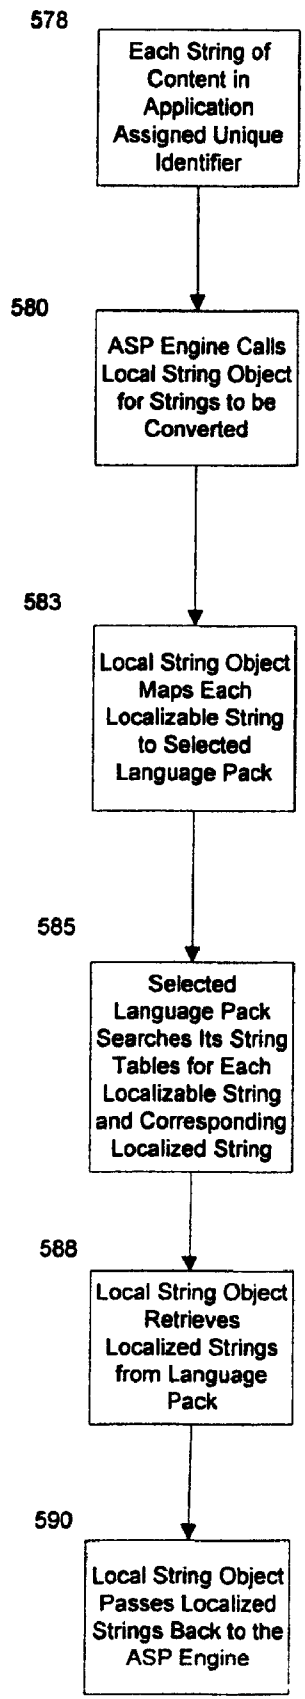 578
Each String of
Content in
Application
Assigned Unique
Identifier
580
ASP Engine Calls
Local String Object
for Strings to be
Converted
583
Local String Object
Maps Each
Localizable String
to Selected
Language Pack
585
Selected
Language Pack
Searches Its String
Tables for Each
Localizable String
and Corresponding
Localized String
588
Local String Object
Retrieves
Localized Strings
from Language
Pack
590
Local String Object
Passes Localized
Strings Back to the
ASP Engine